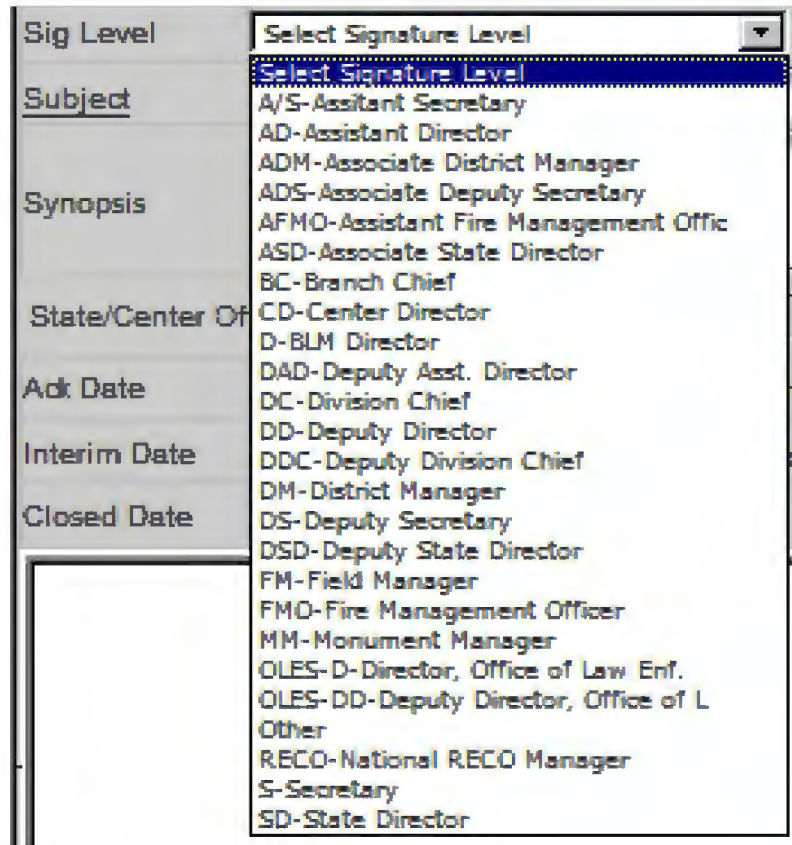 Sig Level
Select Signature Level
Select Signature Level
Subject
A/S-Assitant Secretary
AD-Assistant Director
ADM-Associate District Manager
Synopsis
ADS-Associate Deputy Secretary
AFMO-Assistant Fire Management Offic
ASD-Associate State Director
BC-Branch Chief
State/Center Of
CD-Center Director
D-BLM Director
DAD-Deputy Asst. Director
Ack Date
DC-Division Chief
DD-Deputy Director
Interim Date
DDC-Deputy Division Chief
DM-District Manager
Closed Date
DS-Deputy Secretary
DSD-Deputy State Director
FM-Field Manager
FMO-Fire Management Officer
MM-Monument Manager
OLES-D-Director, Office of Law Enf.
OLES-DD-Deputy Director, Office of L
Other
RECO-National RECO Manager
S-Secretary
SD-State Director